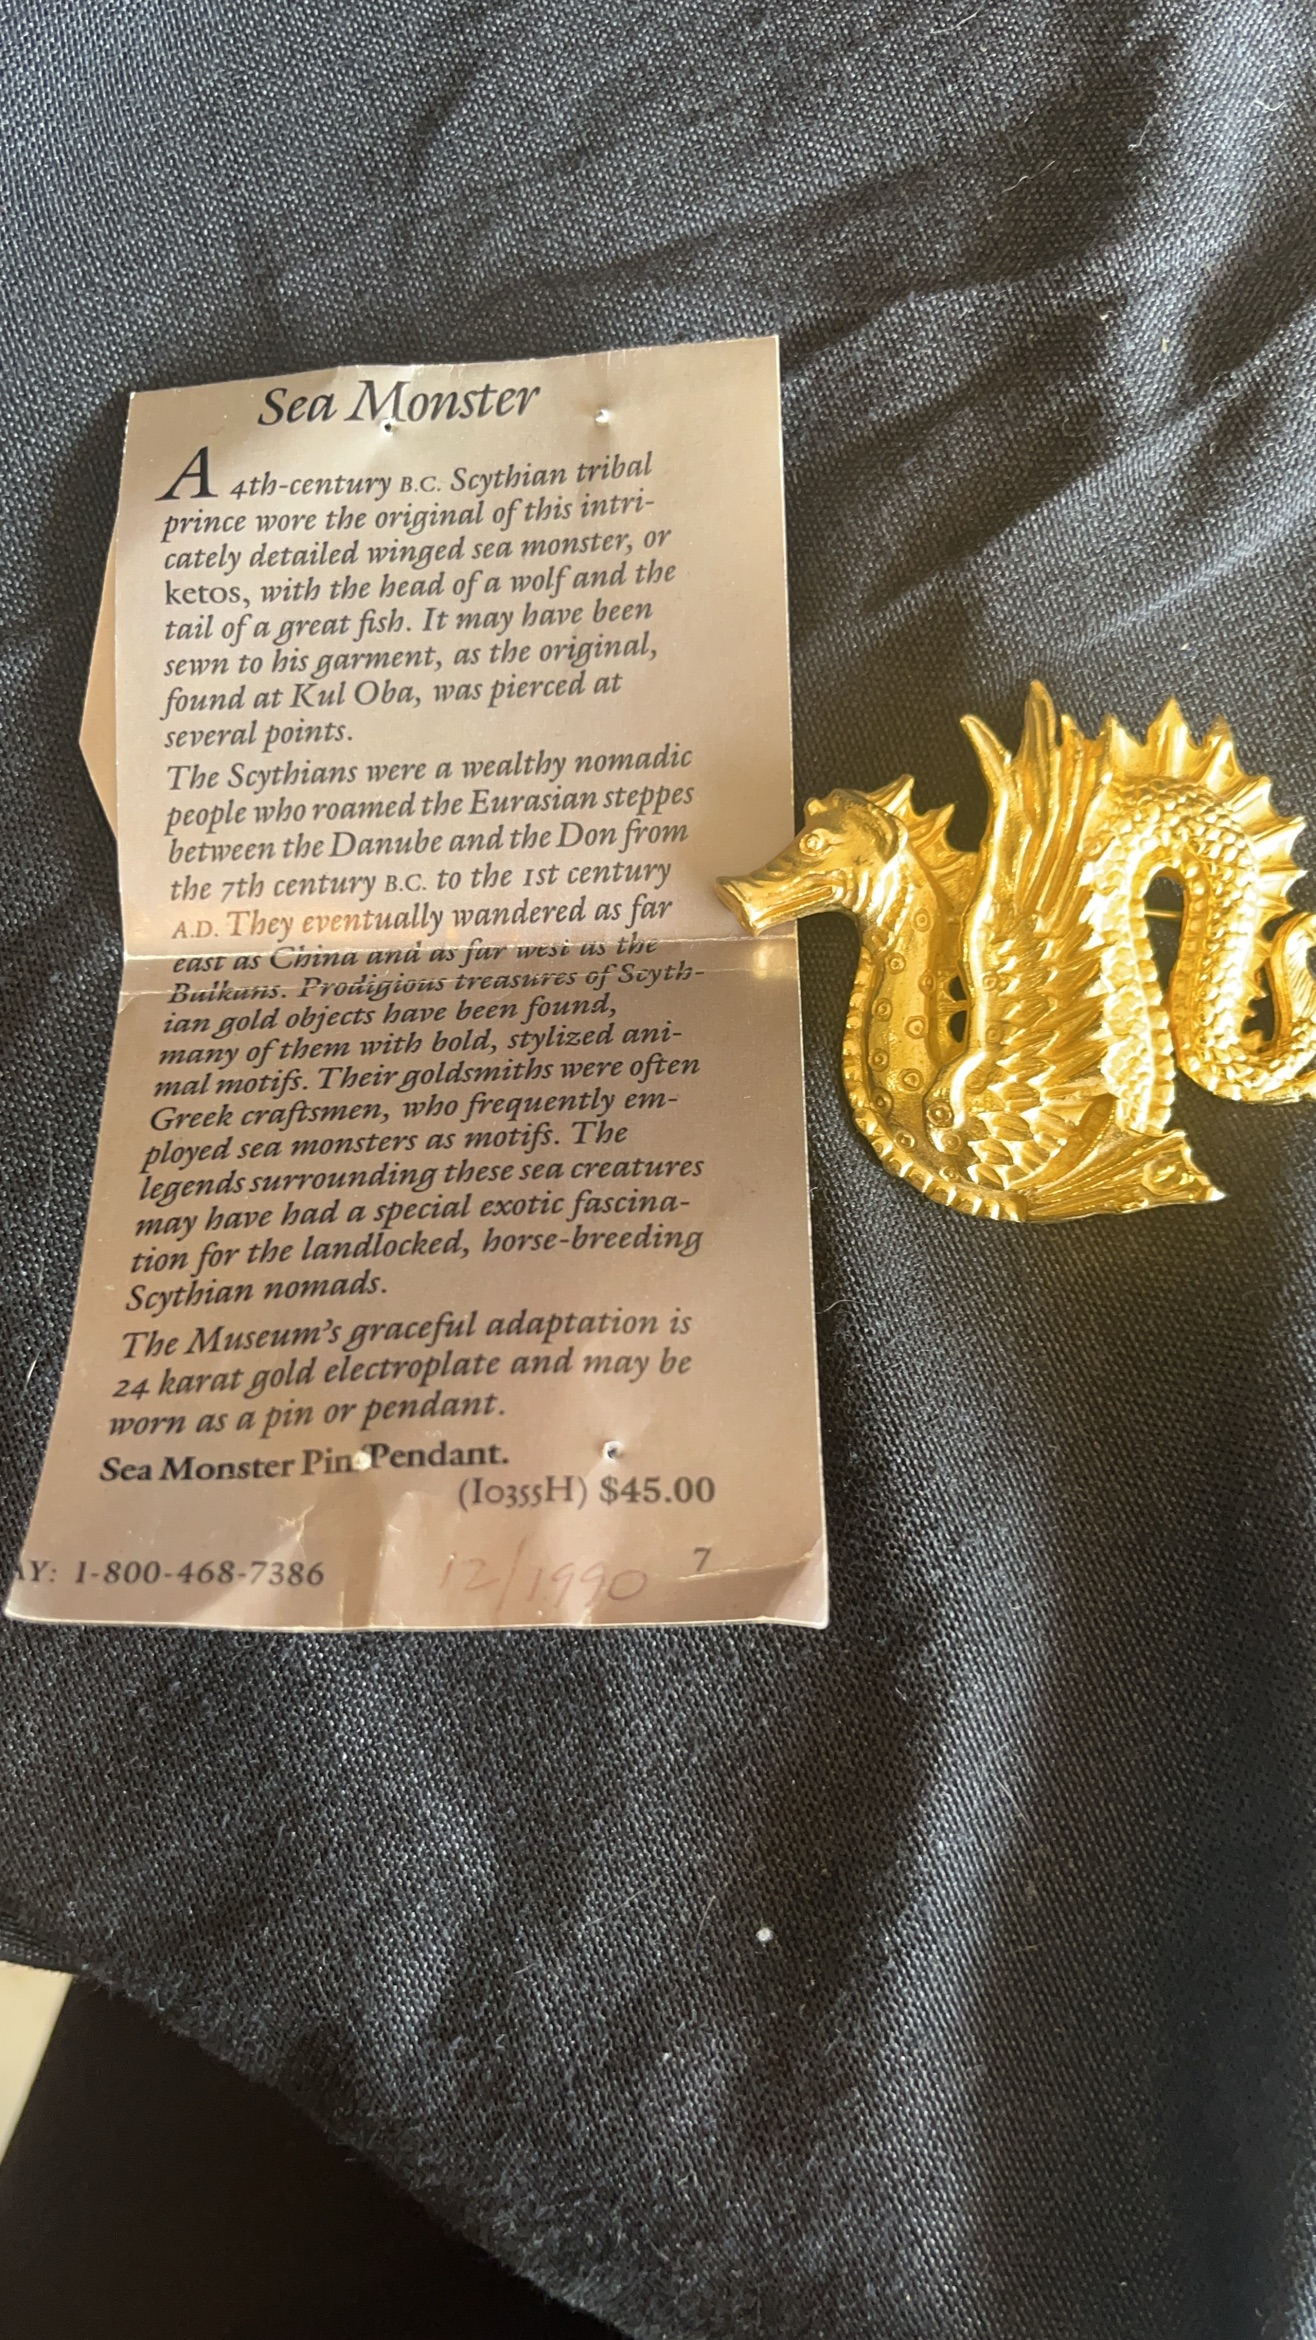 Sea Monster
A 4th-century B.C. Scythian tribal
prince wore the original of this intri-
cately detailed winged sea monster, or
ketos, with the head of a wolf and the
tail of a great fish. It may have been
sewn to his garment, as the original,
found at Kul Oba, was pierced at
several points.
The Scythians were a wealthy nomadic
people who roamed the Eurasian steppes
between the Danube and the Don from
the 7th century B.C. to the 1st century
A.D. They eventually wandered as far
east as China and as far west as the
Balkans. Prodigious treasures of Scyth-
ian gold objects have been found,
many of them with bold, stylized ani-
mal motifs. Their goldsmiths were often
Greek craftsmen, who frequently em-
ployed sea monsters as motifs. The
legends surrounding these sea creatures
may have had a special exotic fascina-
tion for the landlocked, horse-breeding
Scythian nomads.
The Museum's graceful adaptation is
24 karat gold electroplate and may be
worn as a pin or pendant.
Sea Monster Pin/Pendant.
(I0355H) $45.00
AY: 1-800-468-7386 12/1990 7